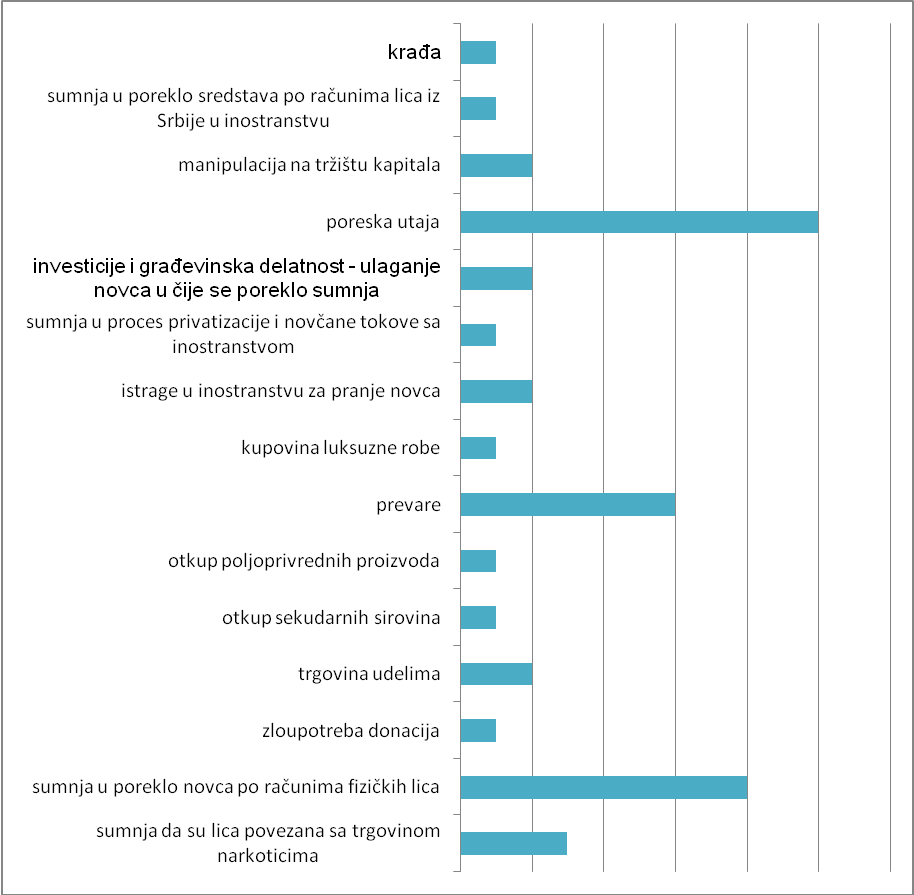 krađa
sumnja u poreklo sredstava po računima lica iz
Srbije u inostranstvu
manipulacija na tržištu kapitala
poreska utaja
investicije i građevinska delatnost - ulaganje
novca u čije se poreklo sumnja
sumnja u proces privatizacije i novčane tokove sa
inostranstvom
istrage u inostranstvu za pranje novca
kupovina luksuzne robe
prevare
otkup poljoprivrednih proizvoda
otkup sekudarnih sirovina
trgovina udelima
zloupotreba donacija
sumnja u poreklo novca po računima fizičkih lica
sumnja da su lica povezana sa trgovinom
narkoticima